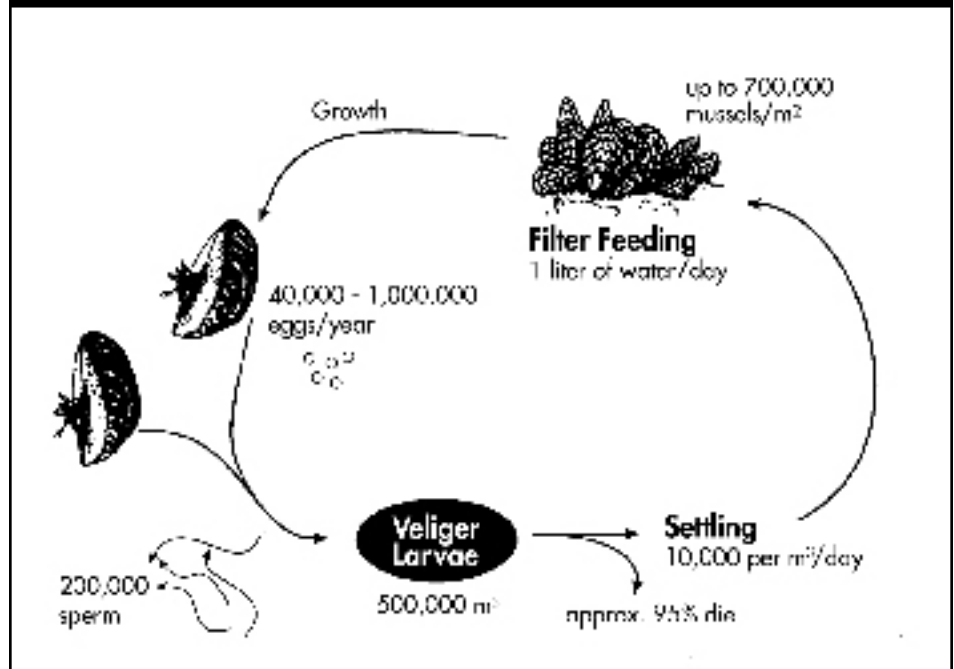 Growth
up to 700,000
mussels/m²
Filter Feeding
1 liter of water/day
40,000 - 1,000,000
eggs/year
Veliger
Larvae
500,000 m³
Settling
10,000 per m²/day
approx. 95% die
200,000
sperm